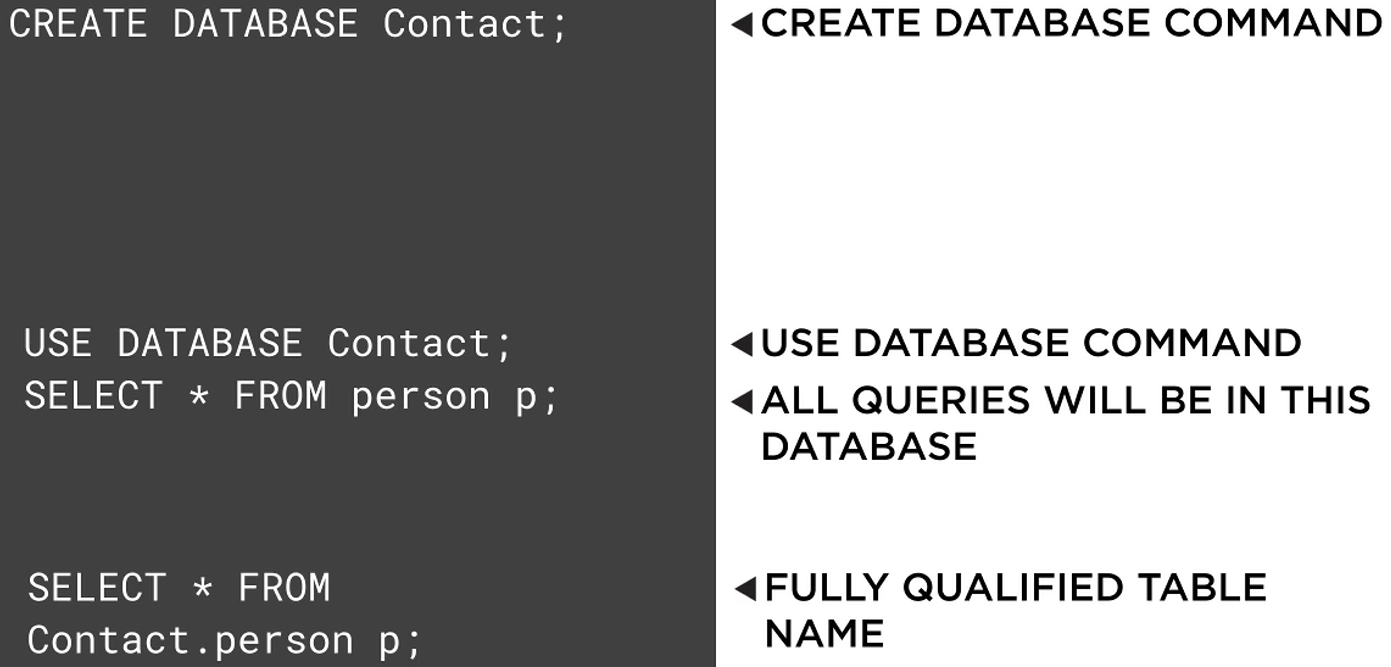 CREATE DATABASE Contact;
◀CREATE DATABASE COMMAND
USE DATABASE Contact;
◀USE DATABASE COMMAND
SELECT * FROM person p;
◀ALL QUERIES WILL BE IN THIS
DATABASE
SELECT * FROM
Contact.person p;
◀FULLY QUALIFIED TABLE
NAME